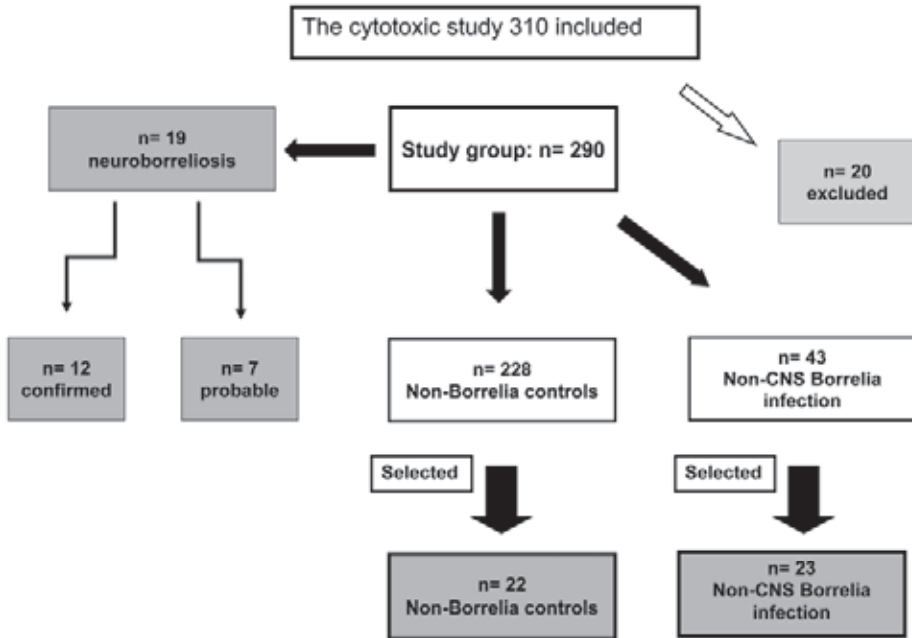 The cytotoxic study 310 included
n= 19
neuroborreliosis
Study group: n= 290
n= 20
excluded
n= 12
confirmed
n= 7
probable
n= 228
Non-Borrelia controls
n= 43
Non-CNS Borrelia
infection
Selected
Selected
n= 22
Non-Borrelia controls
n= 23
Non-CNS Borrelia
infection